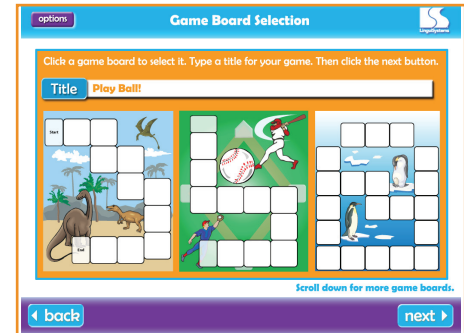 options
Game Board Selection
LinguiSystems
Click a game board to select it. Type a title for your game. Then click the next button.
Title
Play Ball!
Start
End
Scroll down for more game boards.
back
next